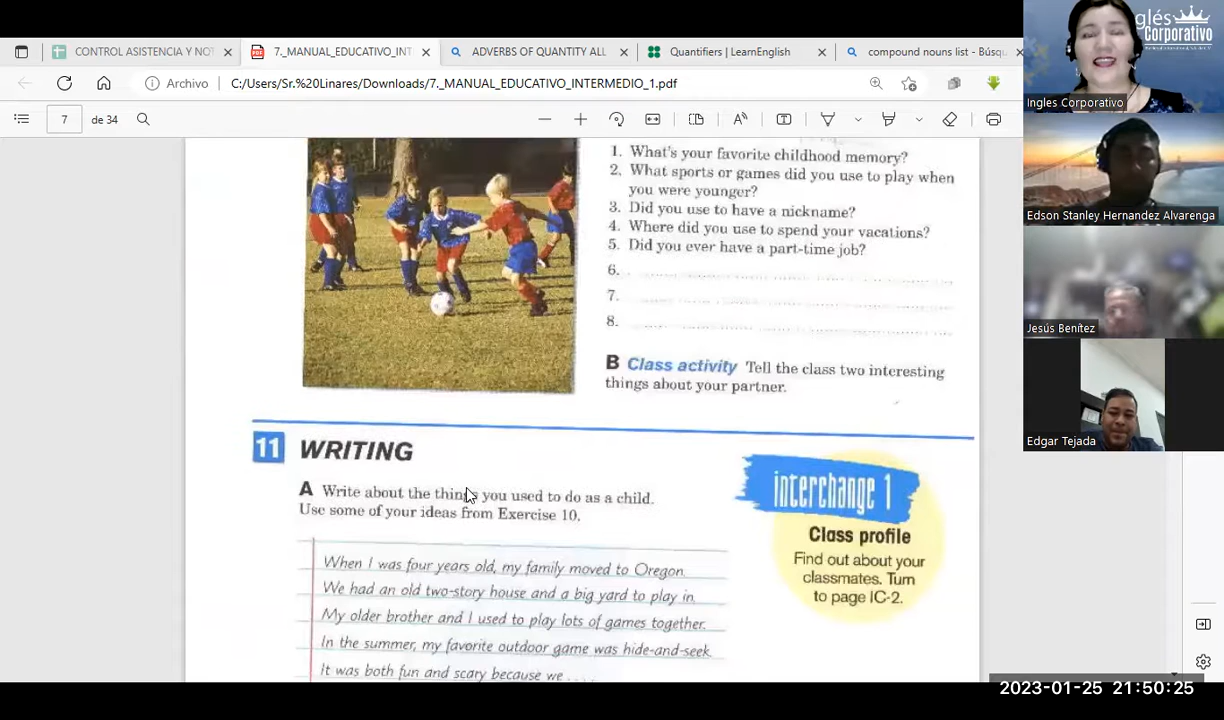 CONTROL ASISTENCIA Y NOT
7._MANUAL_EDUCATIVO_INT
ADVERBS OF QUANTITY ALL
Quantifiers | LearnEnglish
compound nouns list - Búsqu
Archivo
C:/Users/Sr.%20Linares/Downloads/7._MANUAL_EDUCATIVO_INTERMEDIO_1.pdf
7
de 34
1. What's your favorite childhood memory?
2. What sports or games did you use to play when
you were younger?
3. Did you use to have a nickname?
4. Where did you use to spend your vacations?
5. Did you ever have a part-time job?
6.
7.
8.
B Class activity Tell the class two interesting
things about your partner.
11 WRITING
A Write about the things you used to do as a child.
Use some of your ideas from Exercise 10.
When I was four years old, my family moved to Oregon.
We had an old two-story house and a big yard to play in.
My older brother and I used to play lots of games together.
In the summer, my favorite outdoor game was hide-and-seek.
It was both fun and scary because we . . . .
interchange 1
Class profile
Find out about your
classmates. Turn
to page IC-2.
glés
Corporativo
Ingles Corporativo
Edson Stanley Hernandez Alvarenga
Jesús Benítez
Edgar Tejada
2023-01-25 21:50:25